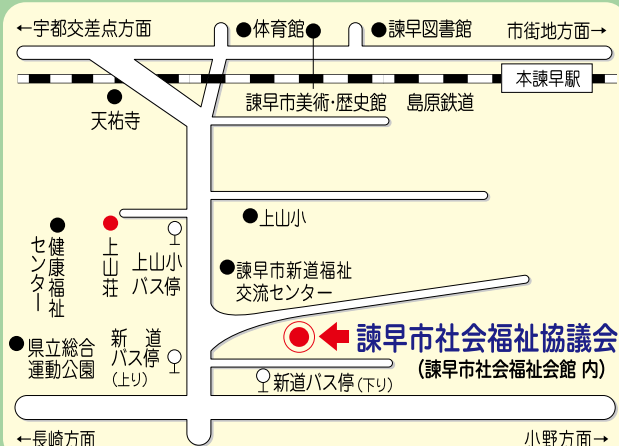 ←宇都交差点方面
体育館
諫早図書館
市街地方面→
本諫早駅
天祐寺
諫早市美術・歴史館
島原鉄道
上山小
健康福祉
センター
上山荘
上山小
バス停
諫早市新道福祉
交流センター
県立総合
運動公園
新道
バス停
(上り)
諫早市社会福祉協議会
(諫早市社会福祉会館 内)
新道バス停(下り)
←長崎方面
小野方面→